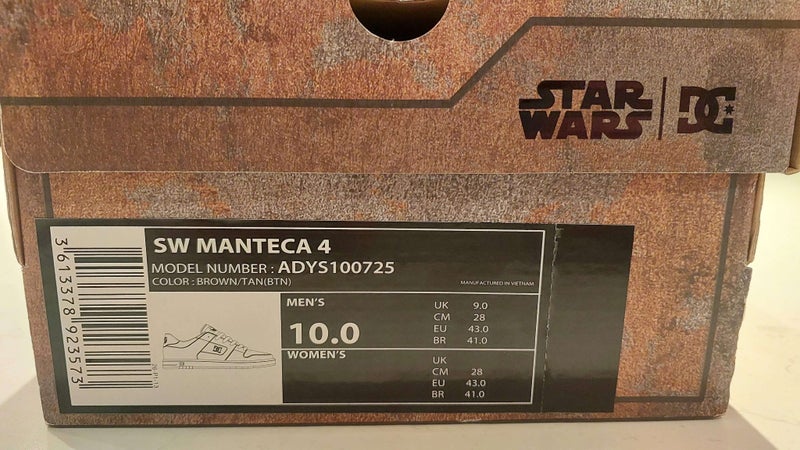 STAR
WARS
DC
SW MANTECA 4
MODEL NUMBER : ADYS100725
COLOR : BROWN/TAN(BTN)
MANUFACTURED IN VIETNAM
3613378923573
MEN'S
10.0
UK 9.0
CM 28
EU 43.0
BR 41.0
WOMEN'S
UK
CM 28
EU 43.0
BR 41.0